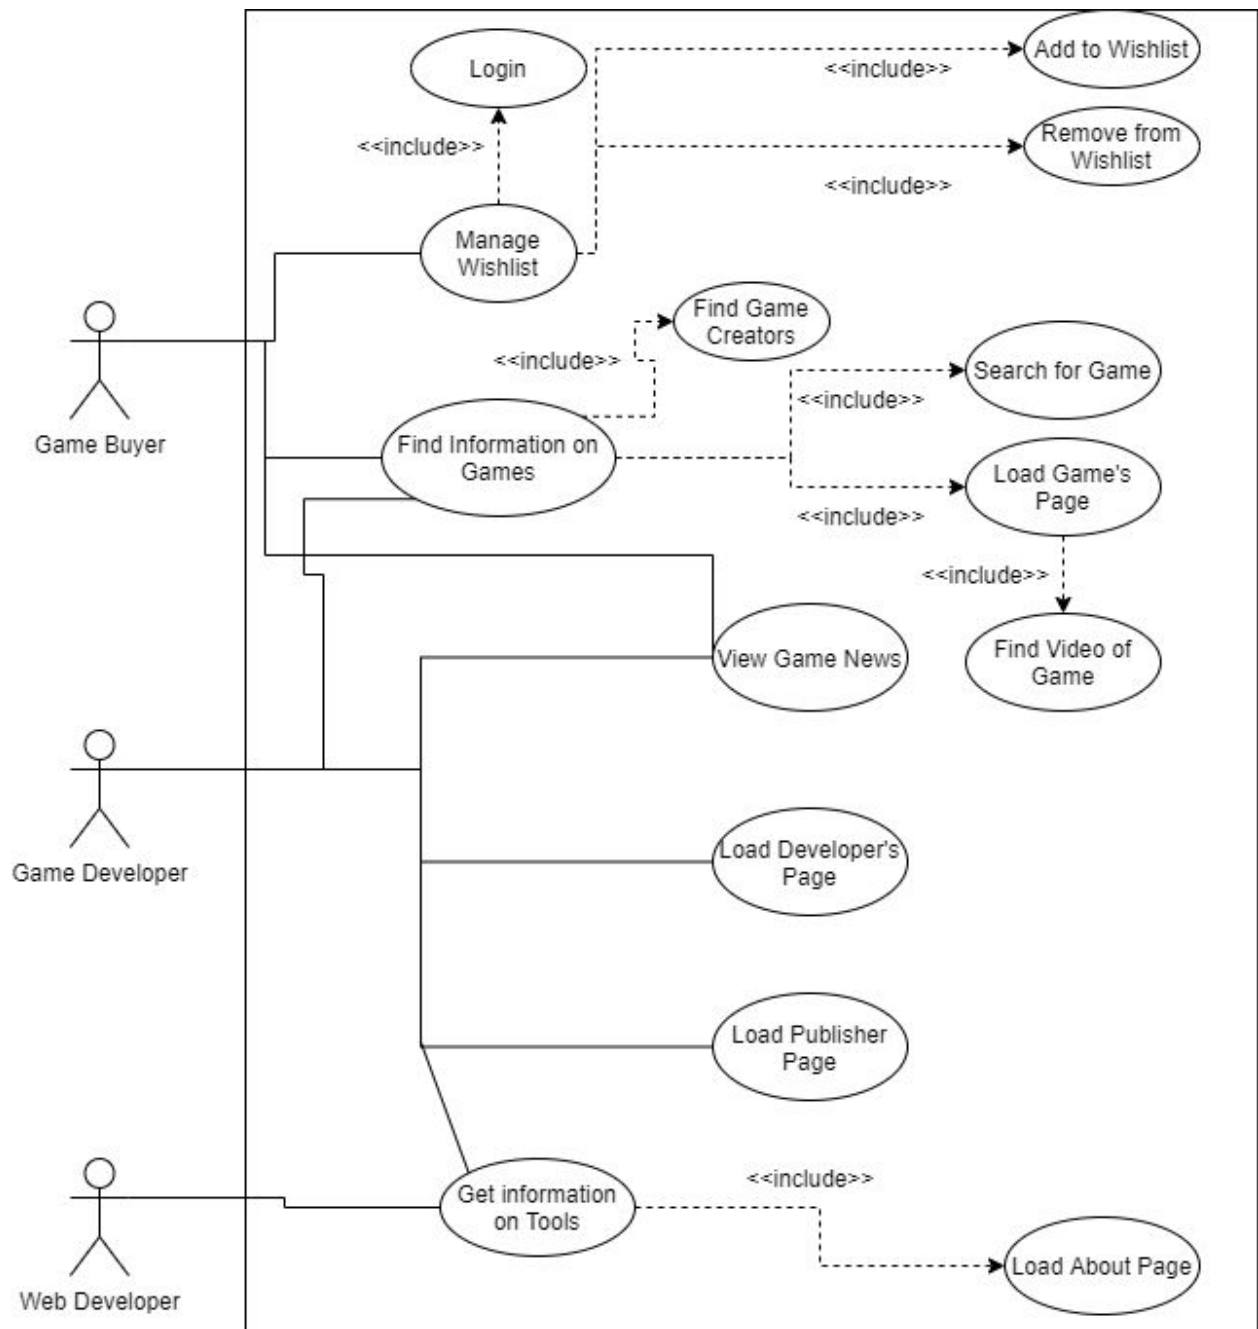 Login
<<include>>
Add to Wishlist
<<include>>
Remove from
Wishlist
<<include>>
Manage
Wishlist
Find Game
Creators
<<include>>
Search for Game
<<include>>
Game Buyer
Find Information on
Games
Load Game's
Page
<<include>>
<<include>>
View Game News
Find Video of
Game
Load Developer's
Page
Game Developer
Load Publisher
Page
Get information
on Tools
<<include>>
Load About Page
Web Developer